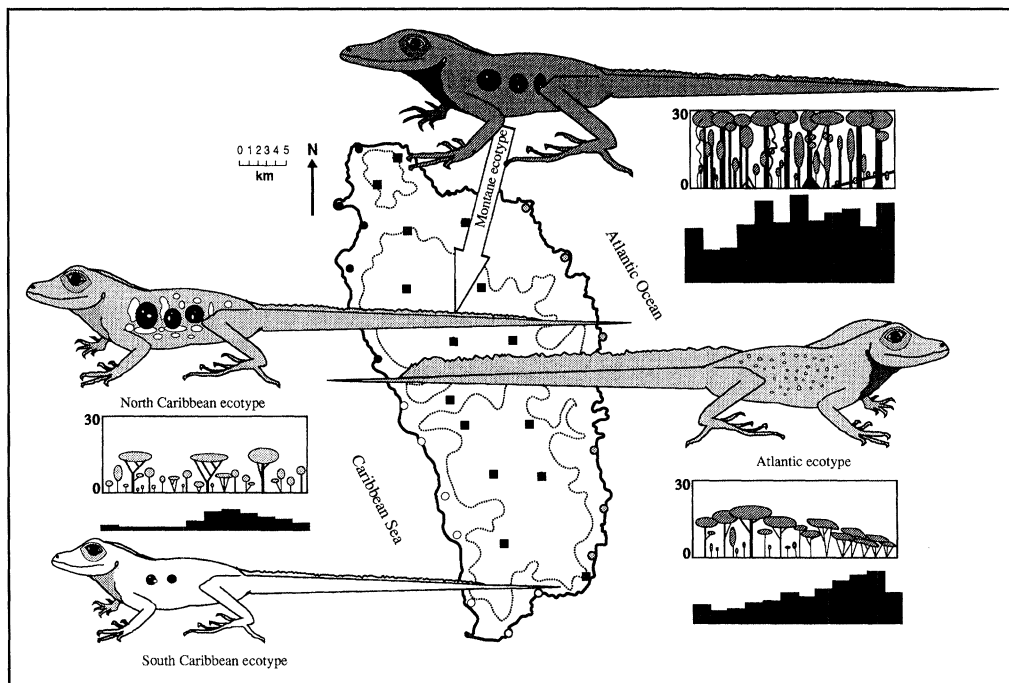 30
0
0 1 2 3 4 5
km
N
Montane ecotype
Atlantic Ocean
North Caribbean ecotype
30
0
Caribbean Sea
Atlantic ecotype
30
0
South Caribbean ecotype